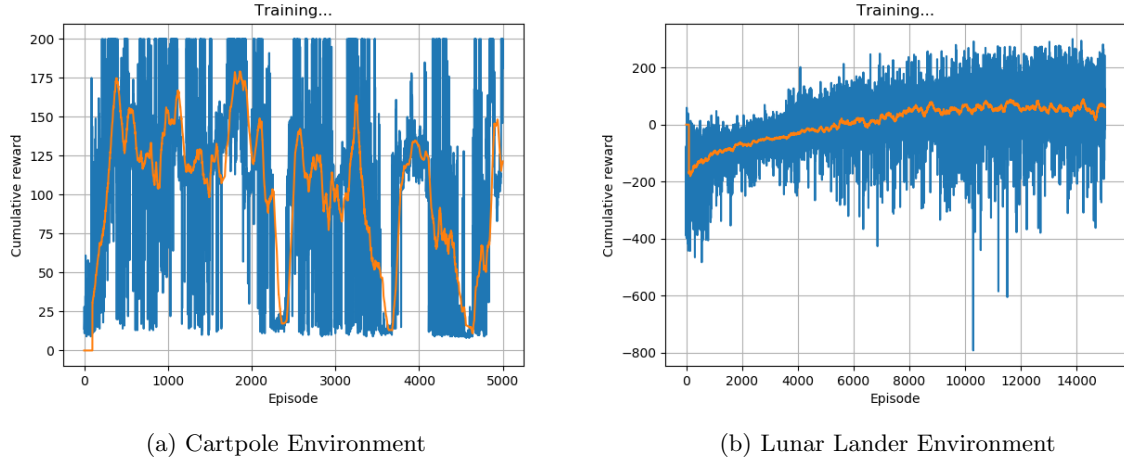 Training...
200
175
150
125
100
75
50
25
0
Cumulative reward
0 1000 2000 3000 4000 5000
Episode
(a) Cartpole Environment
Training...
200
0
−200
−400
−600
−800
Cumulative reward
0 2000 4000 6000 8000 10000 12000 14000
Episode
(b) Lunar Lander Environment